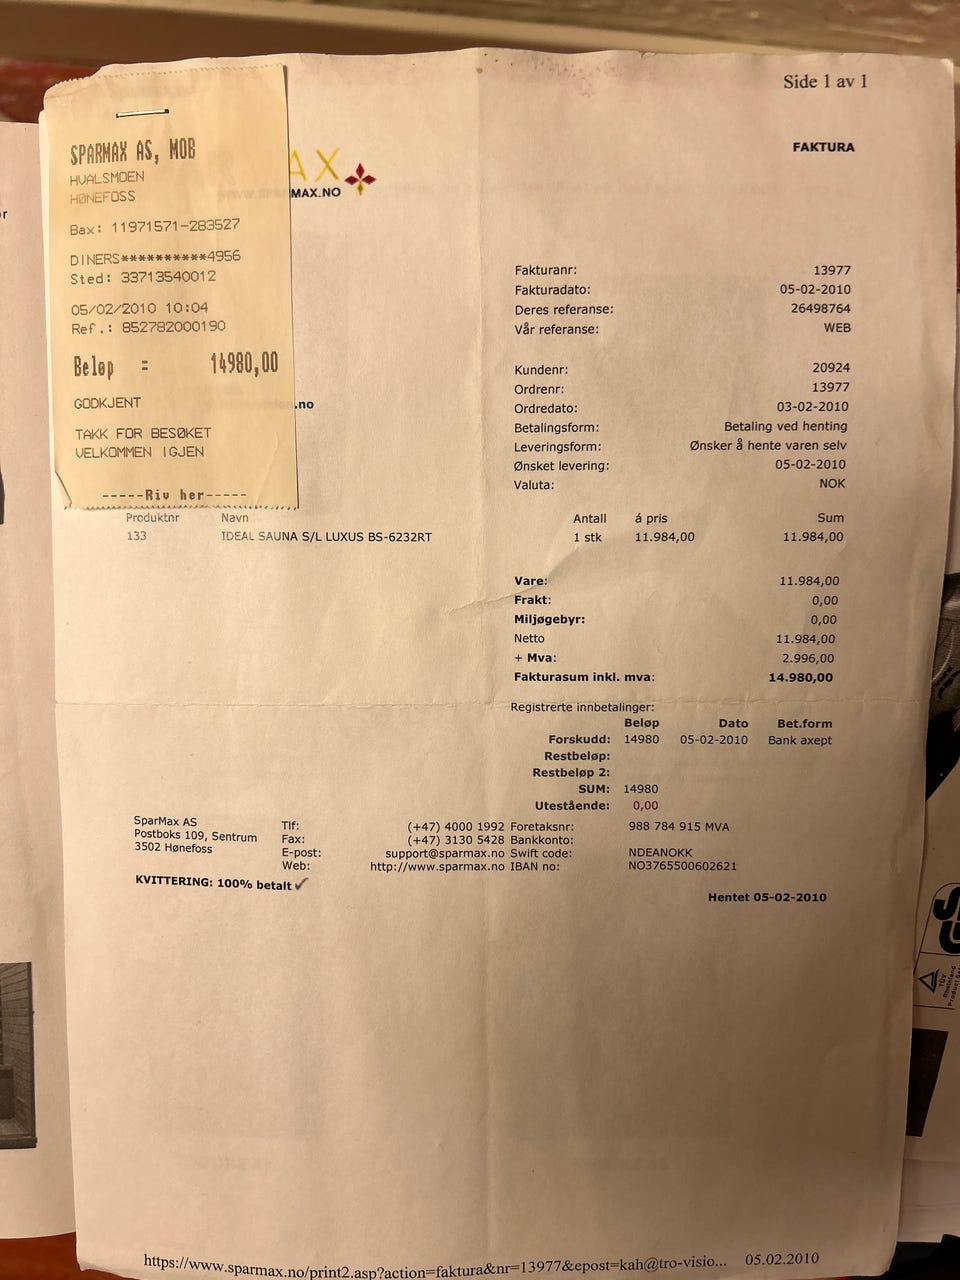 Side 1 av 1
FAKTURA
SPARMAX AS, MOB
HVALSMOEN
HØNEFOSS
Bax: 11971571-283527
DINERS**********4956
Sted: 33713540012
05/02/2010 10:04
Ref.: 852782000190
Beløp = 14980,00
GODKJENT
TAKK FOR BESØKET
VELKOMMEN IGJEN
-----Riv her-----
AX
MAX.NO
.no
Fakturanr: 13977
Fakturadato: 05-02-2010
Deres referanse: 26498764
Vår referanse: WEB
Kundenr: 20924
Ordrenr: 13977
Ordredato: 03-02-2010
Betalingsform: Betaling ved henting
Leveringsform: Ønsker å hente varen selv
Ønsket levering: 05-02-2010
Valuta: NOK
Produktnr Navn Antall á pris Sum
133 IDEAL SAUNA S/L LUXUS BS-6232RT 1 stk 11.984,00 11.984,00
Vare: 11.984,00
Frakt: 0,00
Miljøgebyr: 0,00
Netto 11.984,00
+ Mva: 2.996,00
Fakturasum inkl. mva: 14.980,00
Registrerte innbetalinger:
Beløp Dato Bet.form
Forskudd: 14980 05-02-2010 Bank axept
Restbeløp:
Restbeløp 2:
SUM: 14980
Utestående: 0,00
SparMax AS Tlf: (+47) 4000 1992 Foretaksnr: 988 784 915 MVA
Postboks 109, Sentrum Fax: (+47) 3130 5428 Bankkonto:
3502 Hønefoss E-post: support@sparmax.no Swift code: NDEANOKK
Web: http://www.sparmax.no IBAN no: NO3765500602621
KVITTERING: 100% betalt ✓
Hentet 05-02-2010
https://www.sparmax.no/print2.asp?action=faktura&nr=13977&epost=kah@tro-visio... 05.02.2010
TÜV
Rheinland